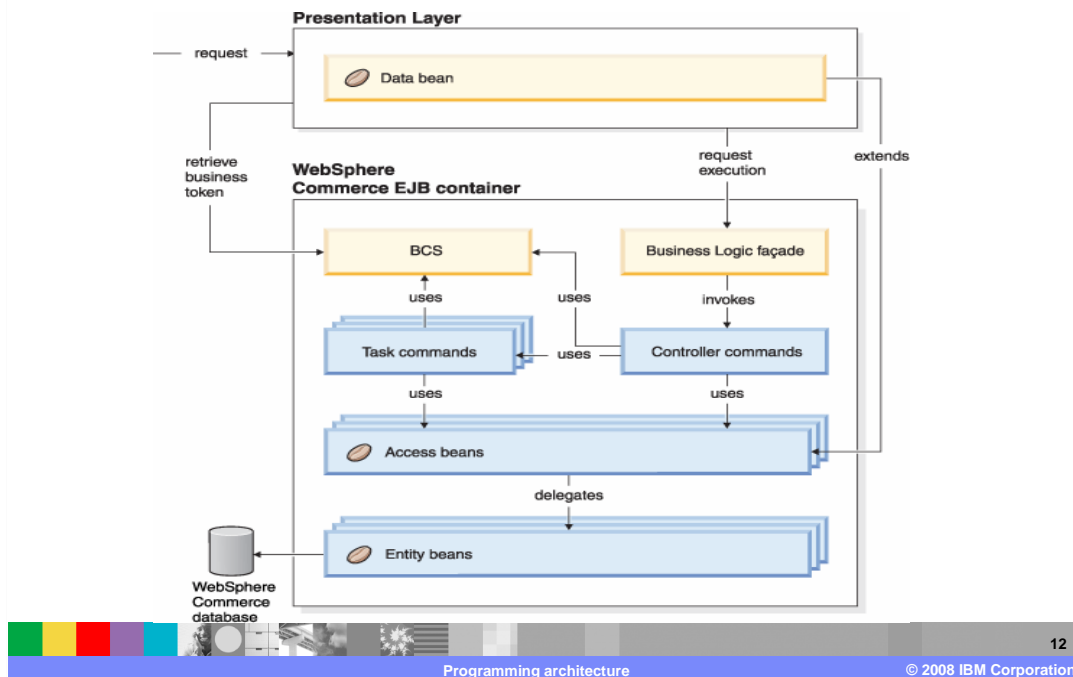 Presentation Layer
request
Data bean
retrieve
business
token
request
execution
extends
WebSphere
Commerce EJB container
BCS
Business Logic façade
uses
uses
invokes
Task commands
uses
Controller commands
uses
uses
Access beans
delegates
Entity beans
WebSphere
Commerce
database
12
Programming architecture
© 2008 IBM Corporation